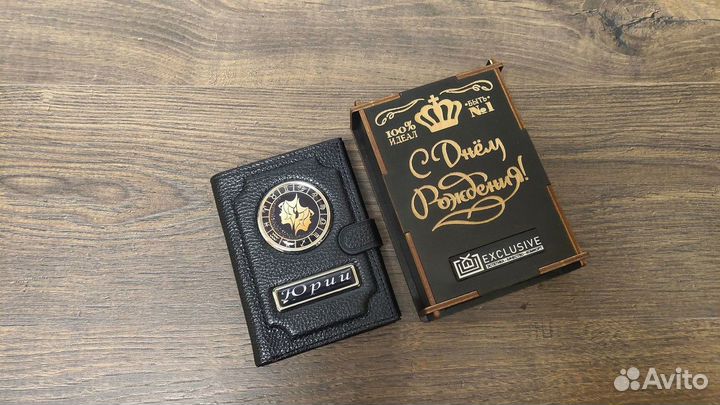 Юрий
100%
ИДЕАЛ
•БЫТЬ•
№1
С Днём
Рождения!
EXCLUSIVE
Avito